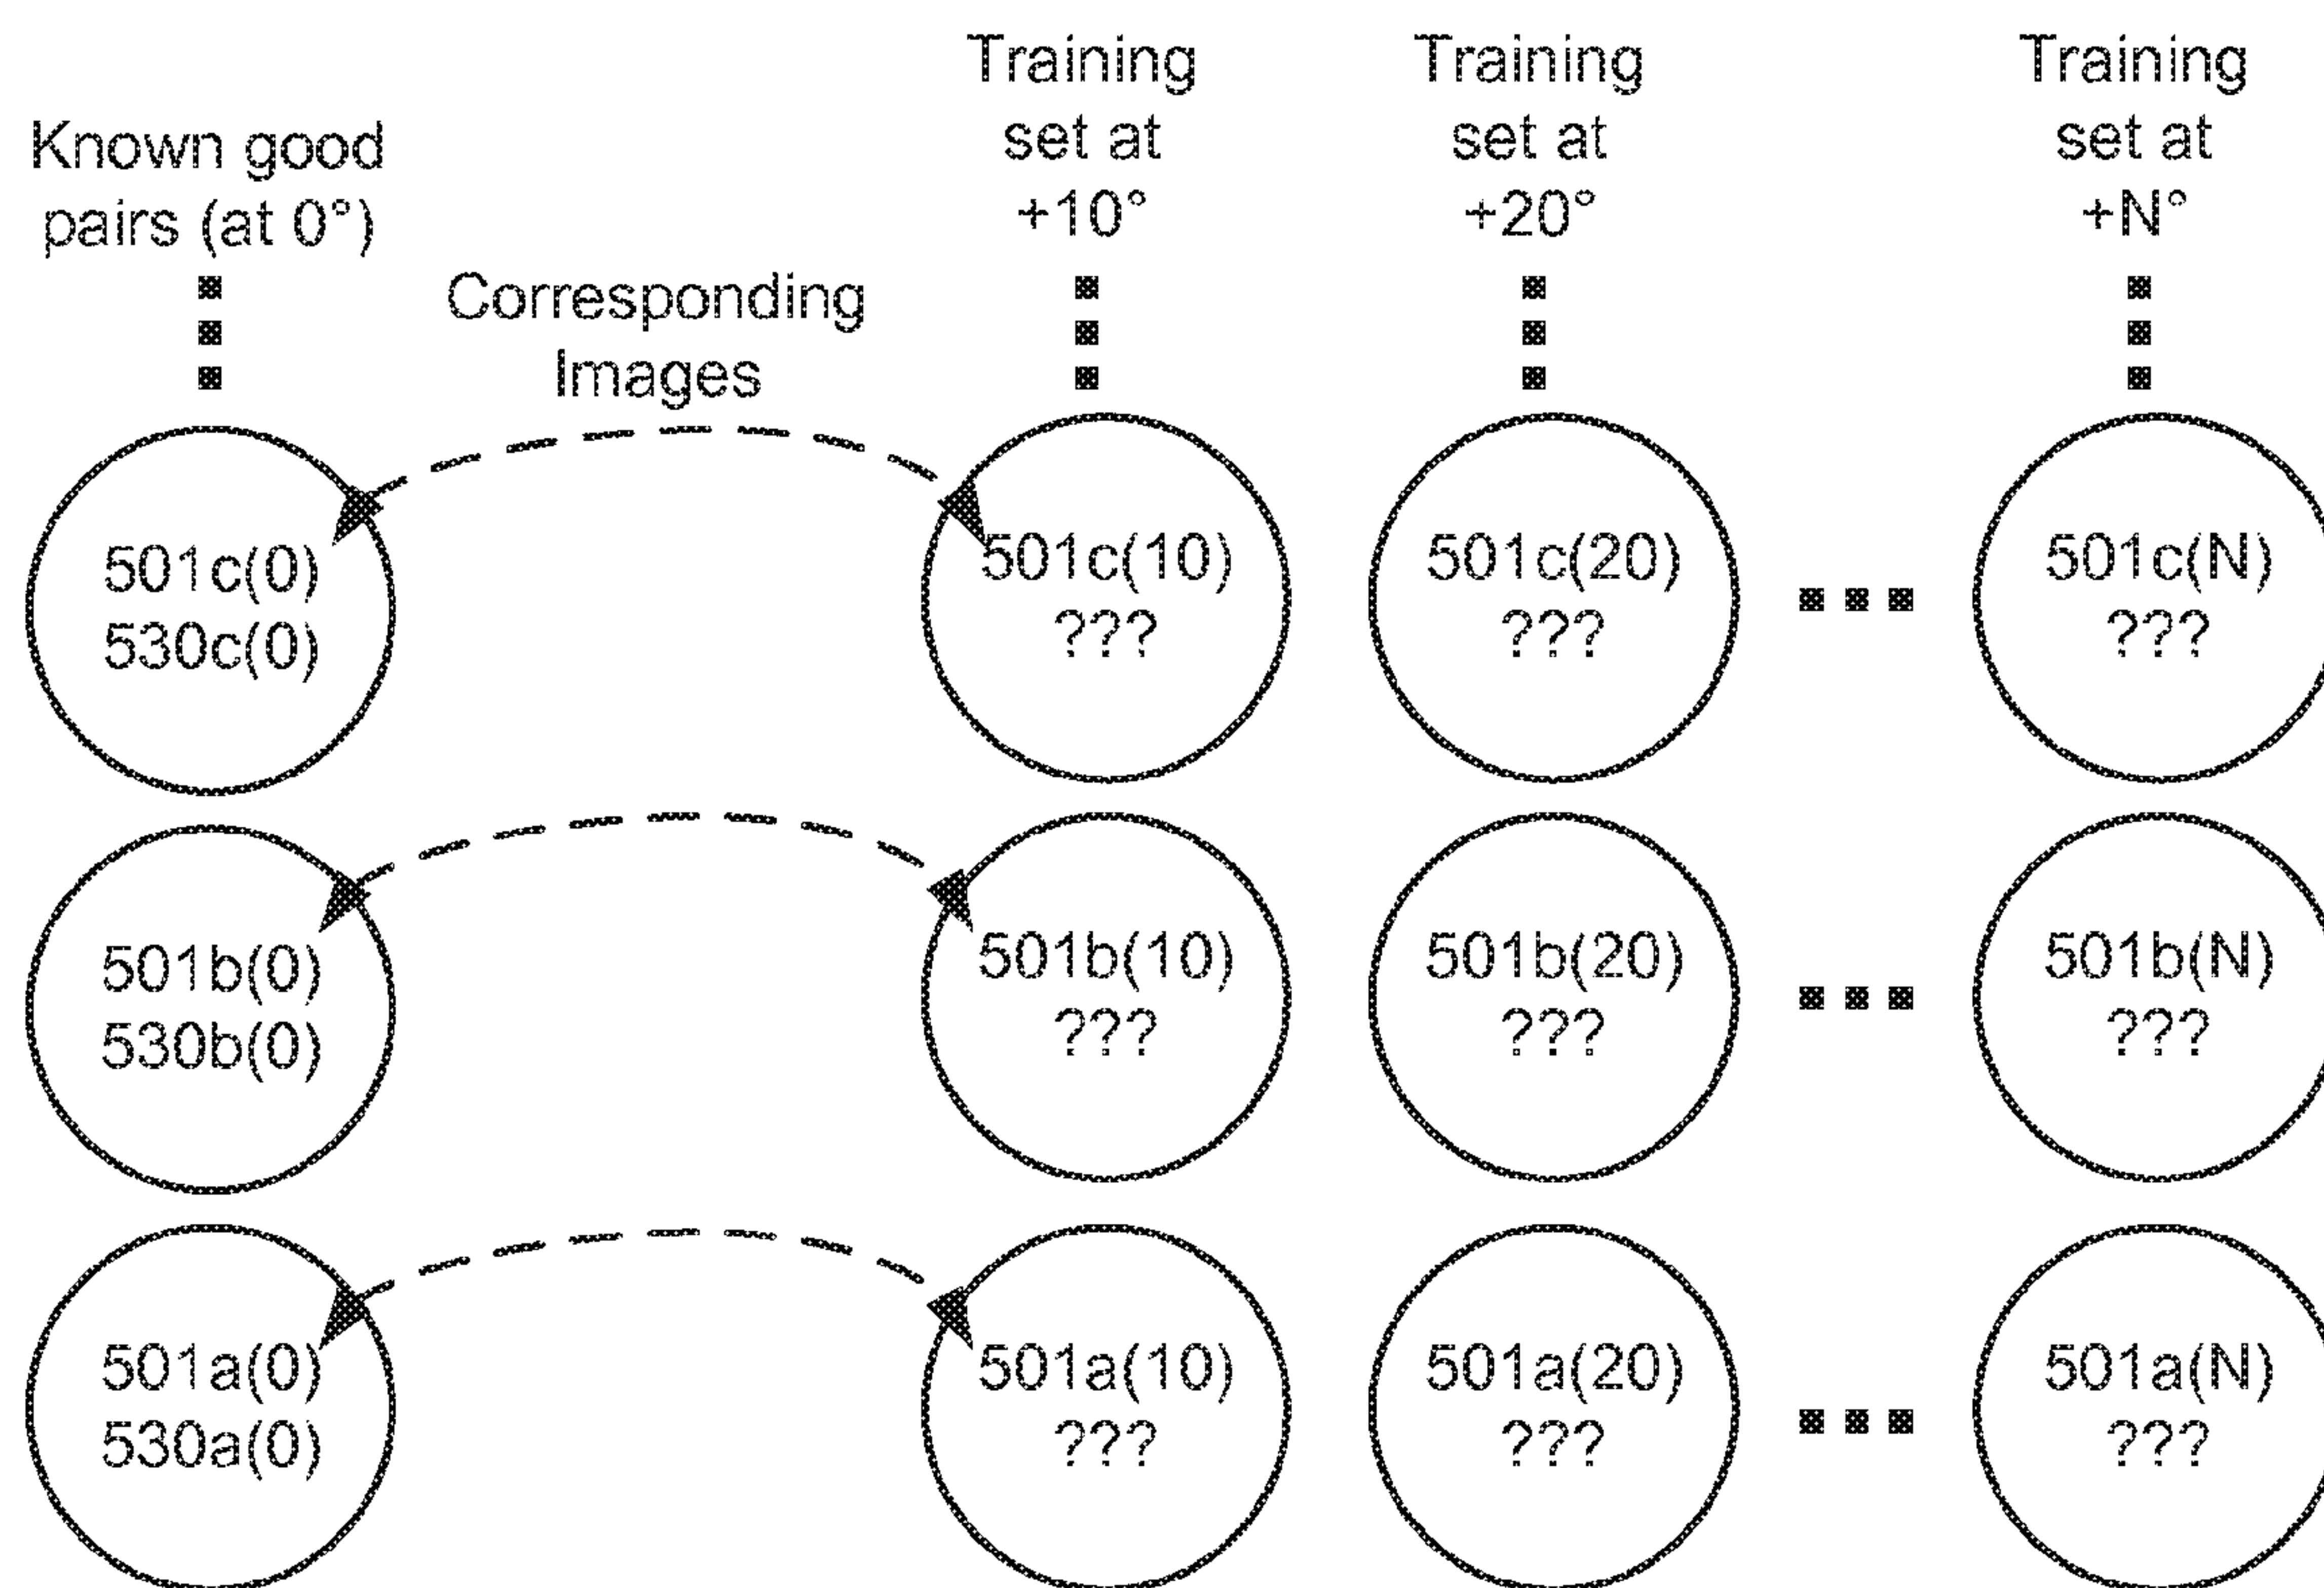 Known good
pairs (at 0°)
Corresponding
Images
Training
set at
+10°
Training
set at
+20°
Training
set at
+N°
501c(0)
530c(0)
501c(10)
???
501c(20)
???
501c(N)
???
501b(0)
530b(0)
501b(10)
???
501b(20)
???
501b(N)
???
501a(0)
530a(0)
501a(10)
???
501a(20)
???
501a(N)
???